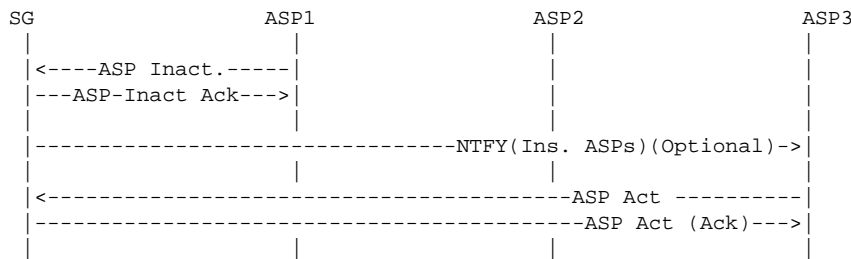 SG ASP1 ASP2 ASP3
<----ASP Inact.-----
---ASP-Inact Ack--->
---------------------------------NTFY(Ins. ASPs)(Optional)->
<------------------------------------------ASP Act ----------
-------------------------------------------ASP Act (Ack)--->